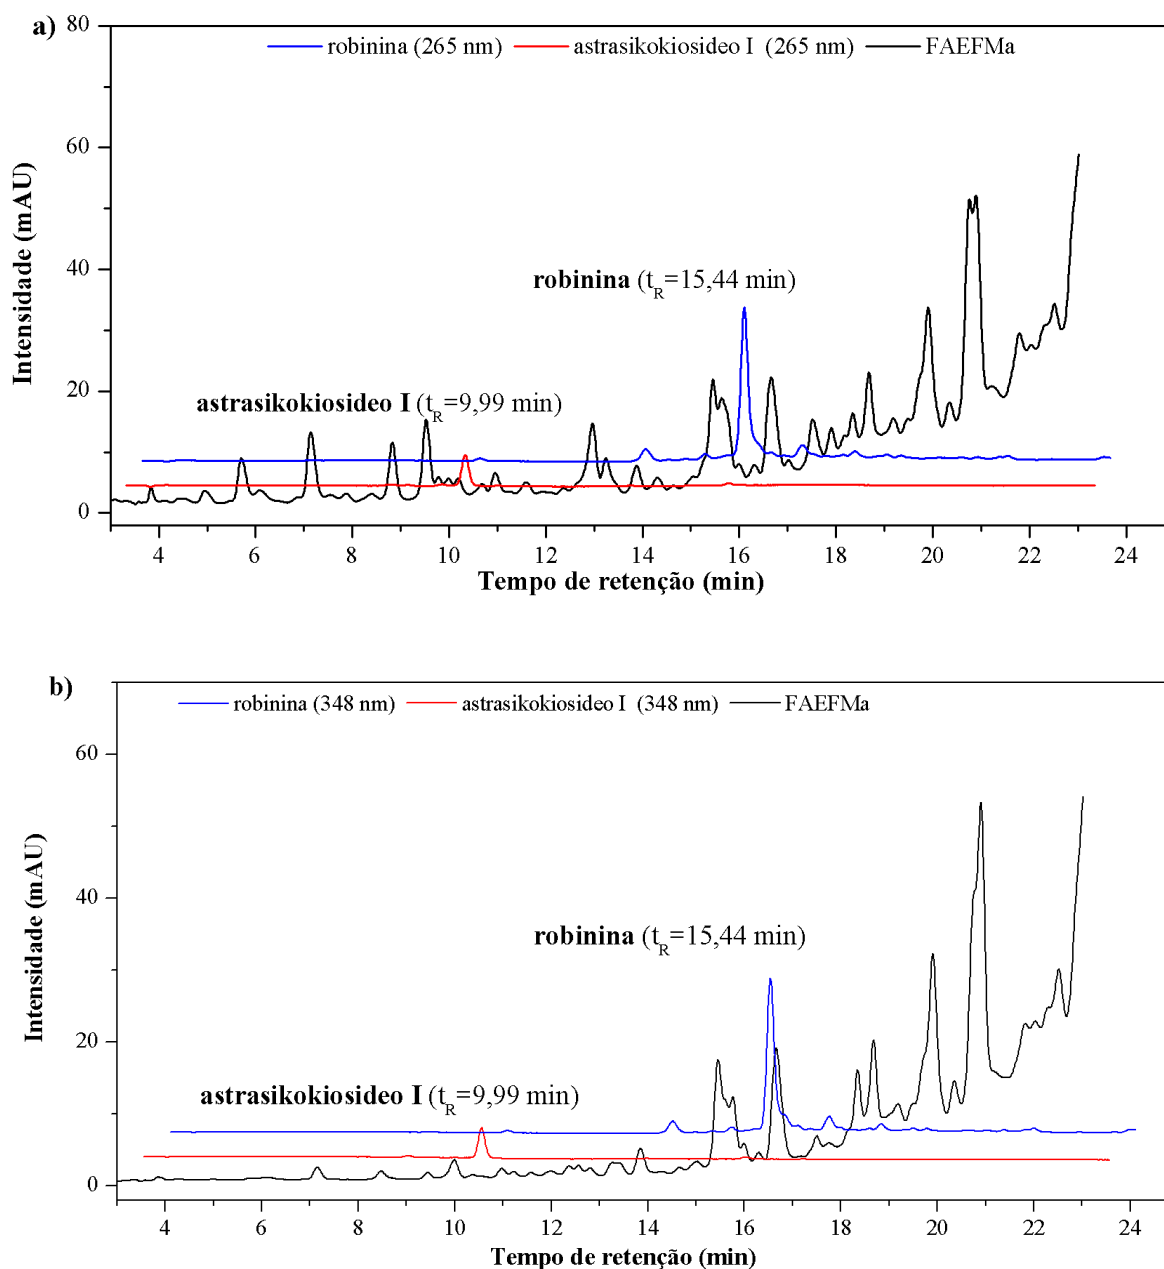 a)
robinina (265 nm) astrasikokiosideo I (265 nm) FAEFMa
80
60
40
20
0
Intensidade (mAU)
robinina (tR=15,44 min)
astrasikokiosideo I (tR=9,99 min)
4 6 8 10 12 14 16 18 20 22 24
Tempo de retenção (min)
b)
robinina (348 nm) astrasikokiosideo I (348 nm) FAEFMa
60
40
20
0
Intensidade (mAU)
robinina (tR=15,44 min)
astrasikokiosideo I (tR=9,99 min)
4 6 8 10 12 14 16 18 20 22 24
Tempo de retenção (min)